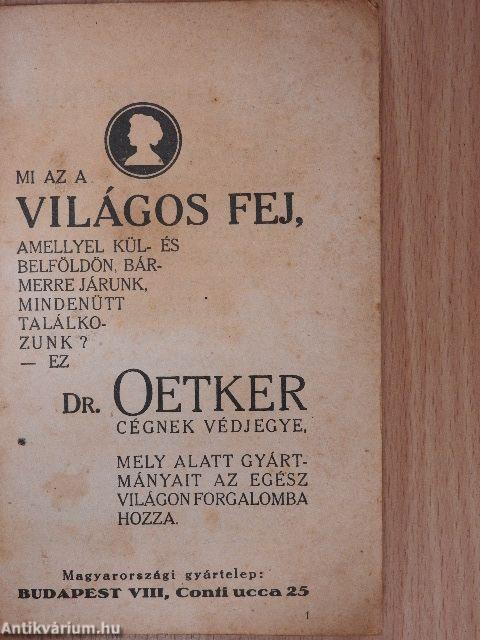 MI AZ A
VILÁGOS FEJ,
AMELLYEL KÜL- ÉS
BELFÖLDÖN, BÁR-
MERRE JÁRUNK,
MINDENÜTT
TALÁLKO-
ZUNK?
— EZ
DR. OETKER
CÉGNEK VÉDJEGYE,
MELY ALATT GYÁRT-
MÁNYAIT AZ EGÉSZ
VILÁGON FORGALOMBA
HOZZA.
Magyarországi gyártelep:
BUDAPEST VIII, Conti ucca 25
1
Antikvárium.hu